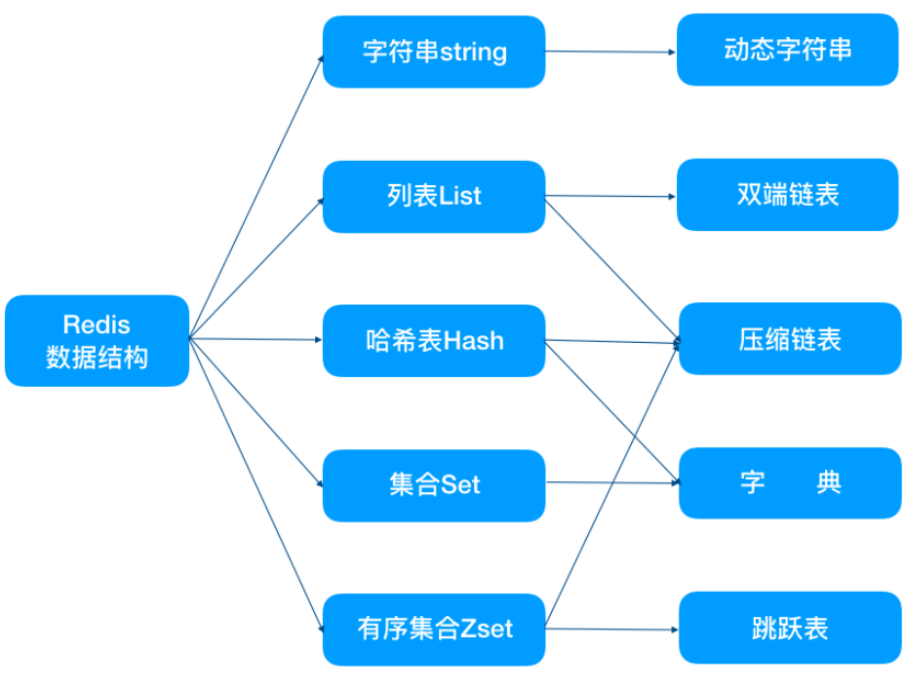 Redis
数据结构
字符串string
列表List
哈希表Hash
集合Set
有序集合Zset
动态字符串
双端链表
压缩链表
字 典
跳跃表